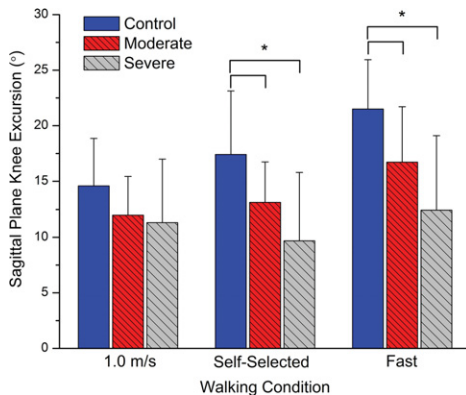 Sagittal Plane Knee Excursion (°)
30
25
20
15
10
5
0
Control
Moderate
Severe
*
*
1.0 m/s Self-Selected Fast
Walking Condition